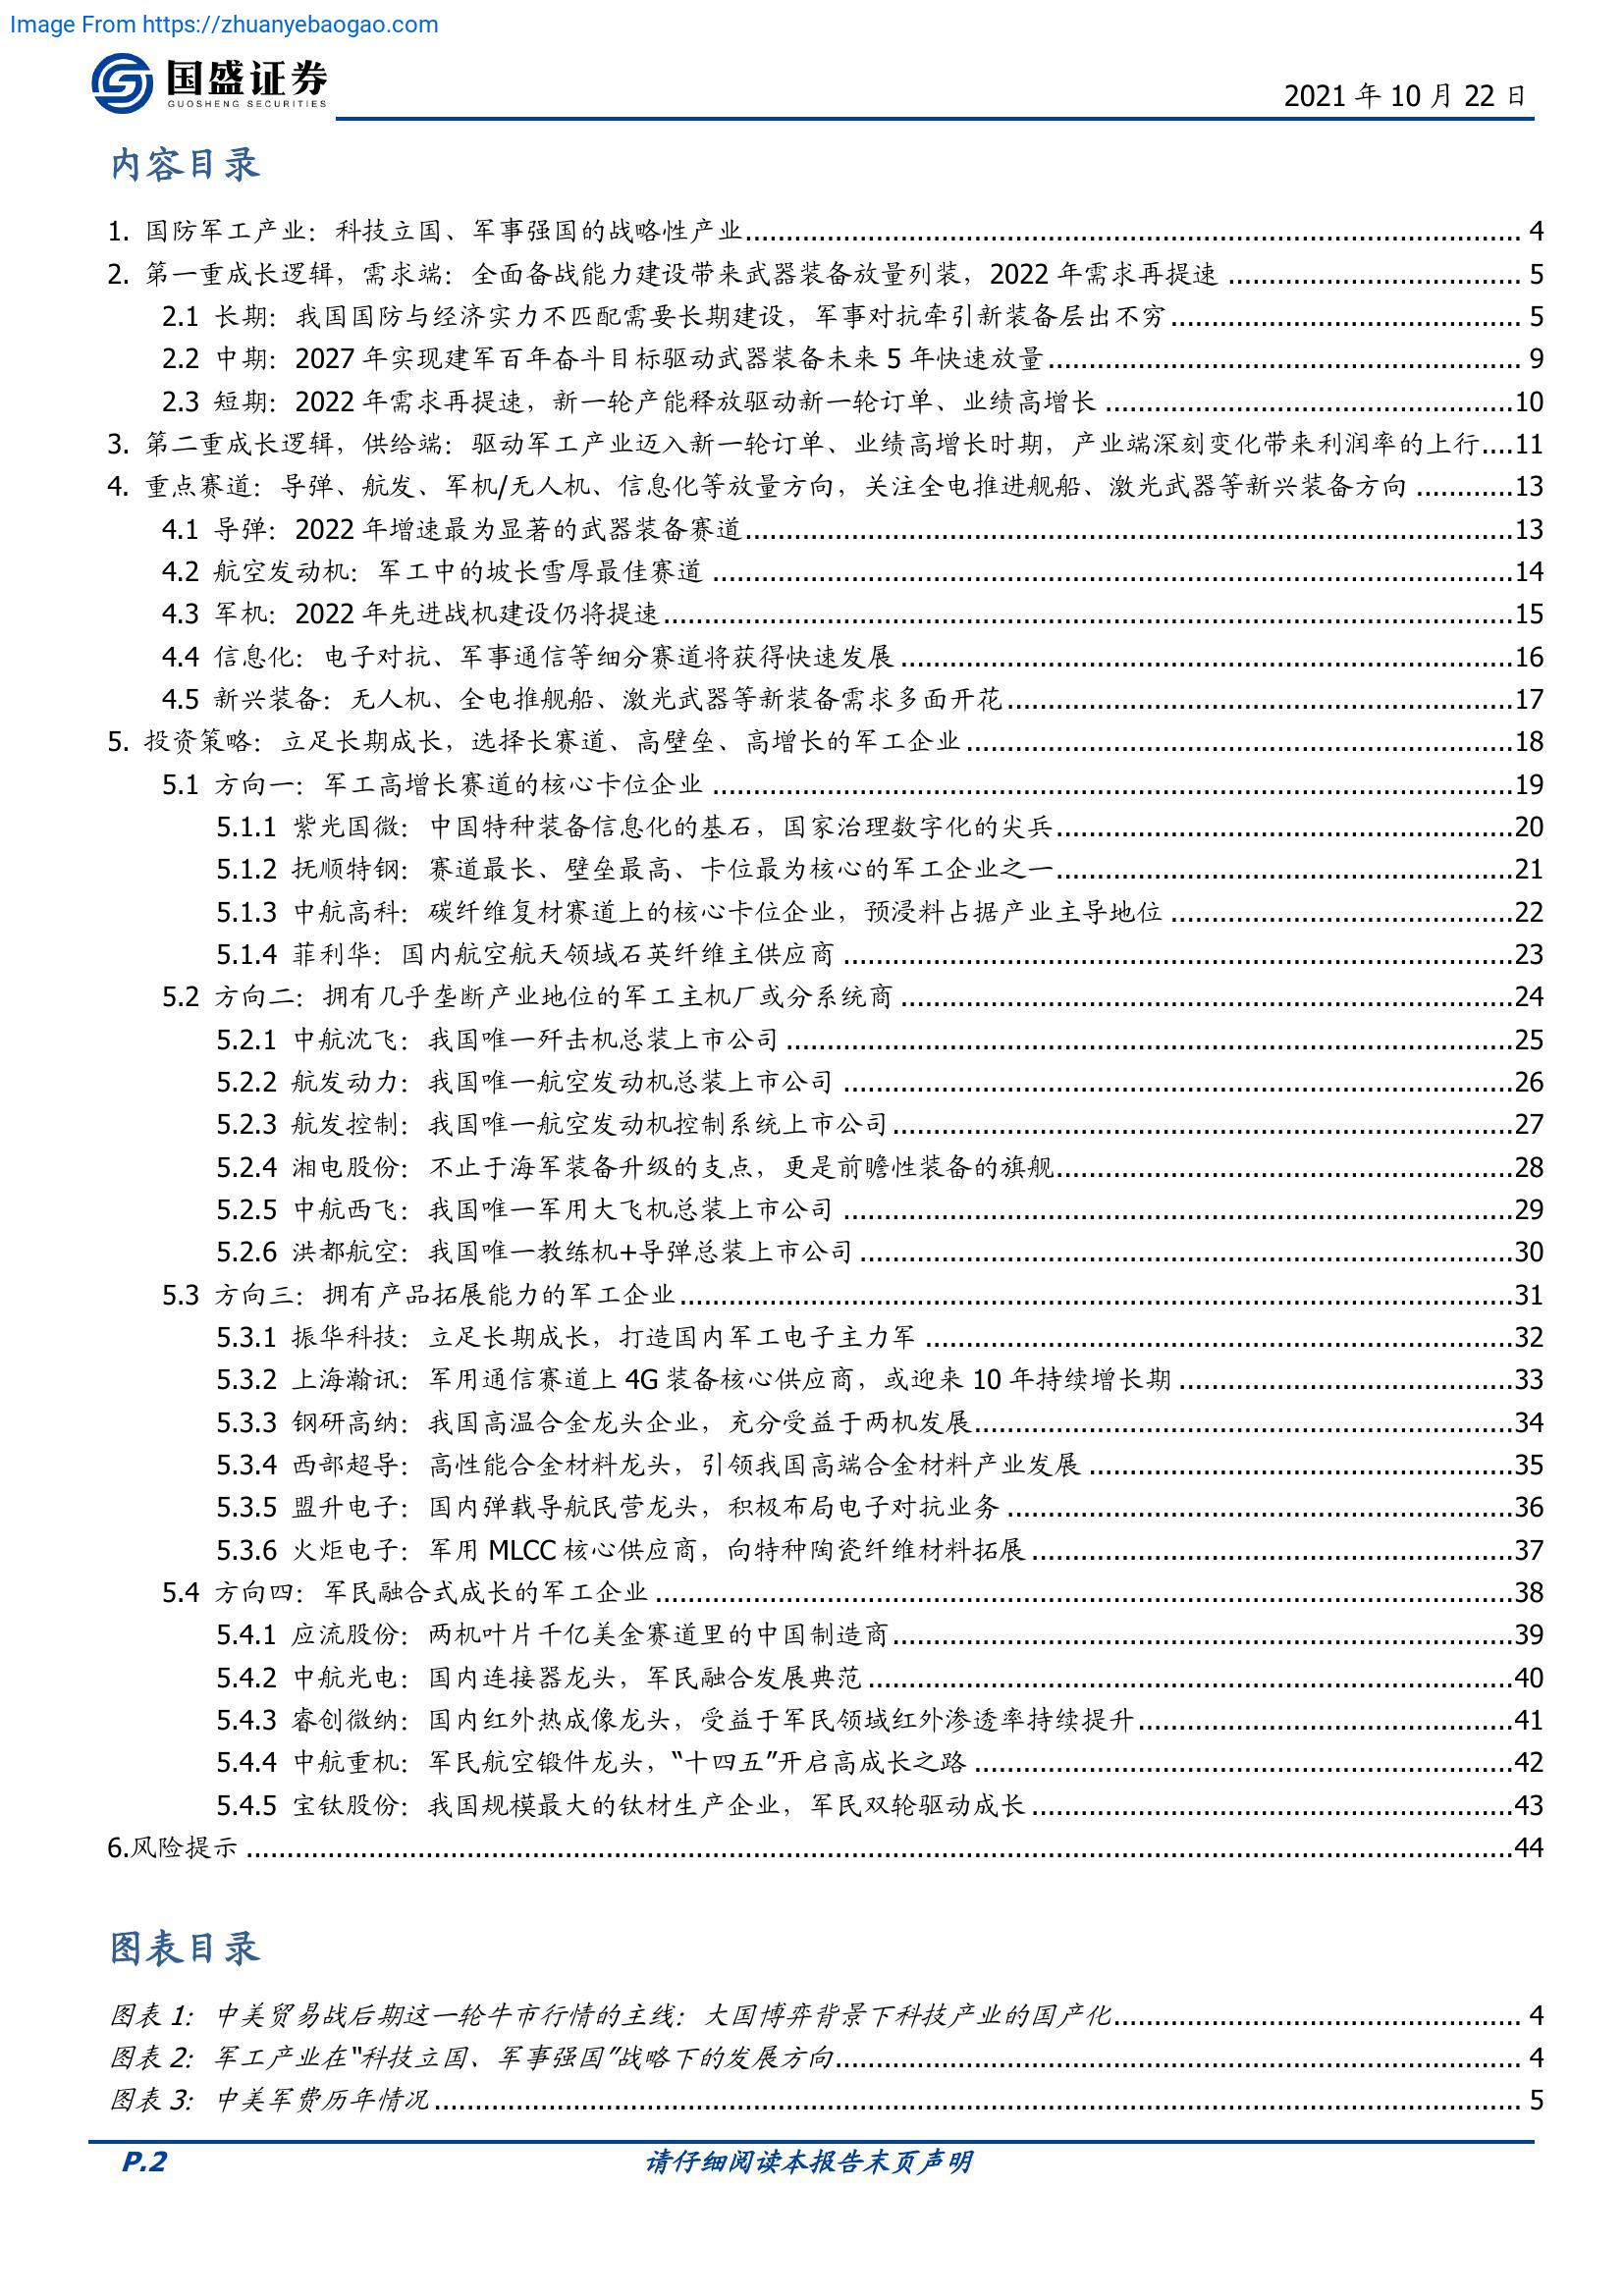 Image From https://zhuanyebaogao.com
国盛证券
GUOSHENG SECURITIES
2021 年 10 月 22 日
内容目录
1. 国防军工产业：科技立国、军事强国的战略性产业 4
2. 第一重成长逻辑，需求端：全面备战能力建设带来武器装备放量列装，2022 年需求再提速 5
2.1 长期：我国国防与经济实力不匹配需要长期建设，军事对抗牵引新装备层出不穷 5
2.2 中期：2027 年实现建军百年奋斗目标驱动武器装备未来 5 年快速放量 9
2.3 短期：2022 年需求再提速，新一轮产能释放驱动新一轮订单、业绩高增长 10
3. 第二重成长逻辑，供给端：驱动军工产业迈入新一轮订单、业绩高增长时期，产业端深刻变化带来利润率的上行 11
4. 重点赛道：导弹、航发、军机/无人机、信息化等放量方向，关注全电推进舰船、激光武器等新兴装备方向 13
4.1 导弹：2022 年增速最为显著的武器装备赛道 13
4.2 航空发动机：军工中的坡长雪厚最佳赛道 14
4.3 军机：2022 年先进战机建设仍将提速 15
4.4 信息化：电子对抗、军事通信等细分赛道将获得快速发展 16
4.5 新兴装备：无人机、全电推舰船、激光武器等新装备需求多面开花 17
5. 投资策略：立足长期成长，选择长赛道、高壁垒、高增长的军工企业 18
5.1 方向一：军工高增长赛道的核心卡位企业 19
5.1.1 紫光国微：中国特种装备信息化的基石，国家治理数字化的尖兵 20
5.1.2 抚顺特钢：赛道最长、壁垒最高、卡位最为核心的军工企业之一 21
5.1.3 中航高科：碳纤维复材赛道上的核心卡位企业，预浸料占据产业主导地位 22
5.1.4 菲利华：国内航空航天领域石英纤维主供应商 23
5.2 方向二：拥有几乎垄断产业地位的军工主机厂或分系统商 24
5.2.1 中航沈飞：我国唯一歼击机总装上市公司 25
5.2.2 航发动力：我国唯一航空发动机总装上市公司 26
5.2.3 航发控制：我国唯一航空发动机控制系统上市公司 27
5.2.4 湘电股份：不止于海军装备升级的支点，更是前瞻性装备的旗舰 28
5.2.5 中航西飞：我国唯一军用大飞机总装上市公司 29
5.2.6 洪都航空：我国唯一教练机+导弹总装上市公司 30
5.3 方向三：拥有产品拓展能力的军工企业 31
5.3.1 振华科技：立足长期成长，打造国内军工电子主力军 32
5.3.2 上海瀚讯：军用通信赛道上 4G 装备核心供应商，或迎来 10 年持续增长期 33
5.3.3 钢研高纳：我国高温合金龙头企业，充分受益于两机发展 34
5.3.4 西部超导：高性能合金材料龙头，引领我国高端合金材料产业发展 35
5.3.5 盟升电子：国内弹载导航民营龙头，积极布局电子对抗业务 36
5.3.6 火炬电子：军用 MLCC 核心供应商，向特种陶瓷纤维材料拓展 37
5.4 方向四：军民融合式成长的军工企业 38
5.4.1 应流股份：两机叶片千亿美金赛道里的中国制造商 39
5.4.2 中航光电：国内连接器龙头，军民融合发展典范 40
5.4.3 睿创微纳：国内红外热成像龙头，受益于军民领域红外渗透率持续提升 41
5.4.4 中航重机：军民航空锻件龙头，“十四五”开启高成长之路 42
5.4.5 宝钛股份：我国规模最大的钛材生产企业，军民双轮驱动成长 43
6.风险提示 44
图表目录
图表 1：中美贸易战后期这一轮牛市行情的主线：大国博弈背景下科技产业的国产化 4
图表 2：军工产业在“科技立国、军事强国”战略下的发展方向 4
图表 3：中美军费历年情况 5
P.2
请仔细阅读本报告末页声明